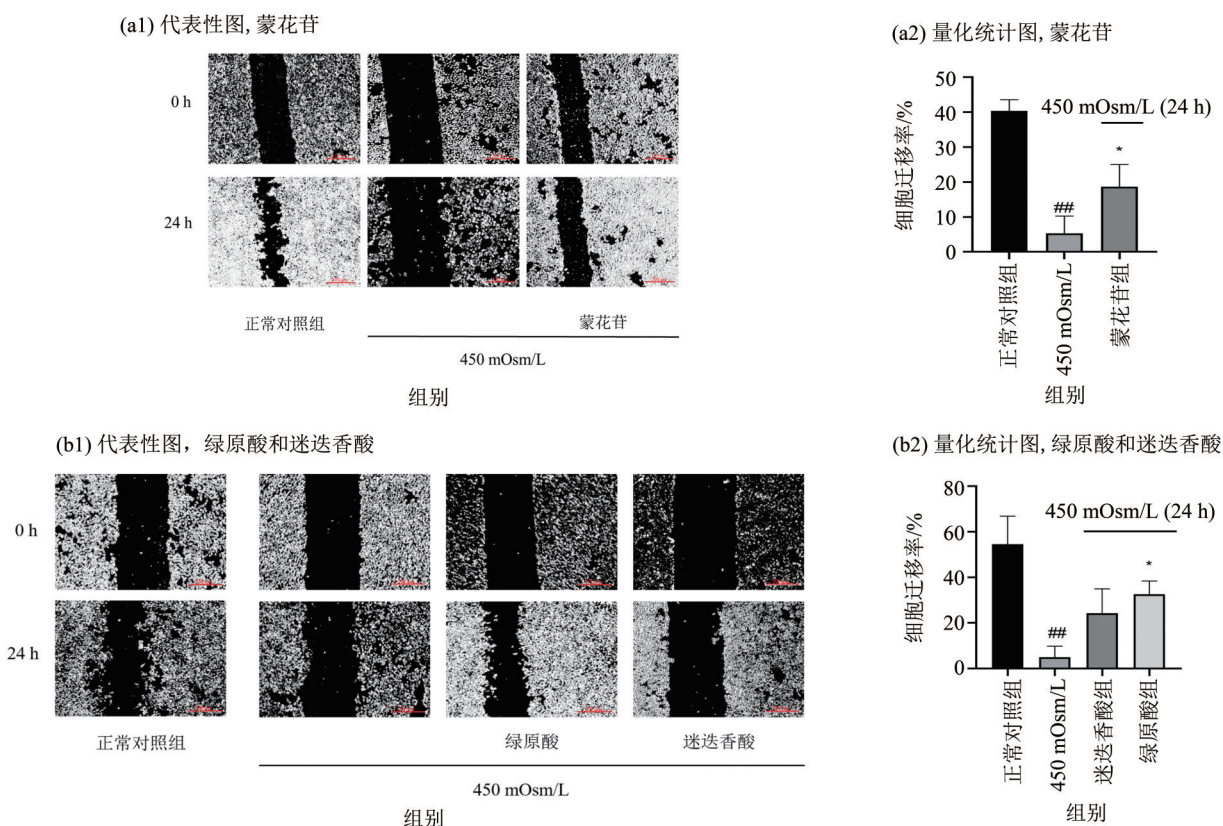 (a1) 代表性图, 蒙花苷
0 h
24 h
正常对照组
蒙花苷
450 mOsm/L
组别
(a2) 量化统计图, 蒙花苷
细胞迁移率/%
50
40
30
20
10
0
450 mOsm/L (24 h)
##
*
正常对照组
450 mOsm/L
蒙花苷组
组别
(b1) 代表性图，绿原酸和迷迭香酸
0 h
24 h
正常对照组
绿原酸
迷迭香酸
450 mOsm/L
组别
(b2) 量化统计图, 绿原酸和迷迭香酸
细胞迁移率/%
80
60
40
20
0
450 mOsm/L (24 h)
##
*
正常对照组
450 mOsm/L
迷迭香酸组
绿原酸组
组别